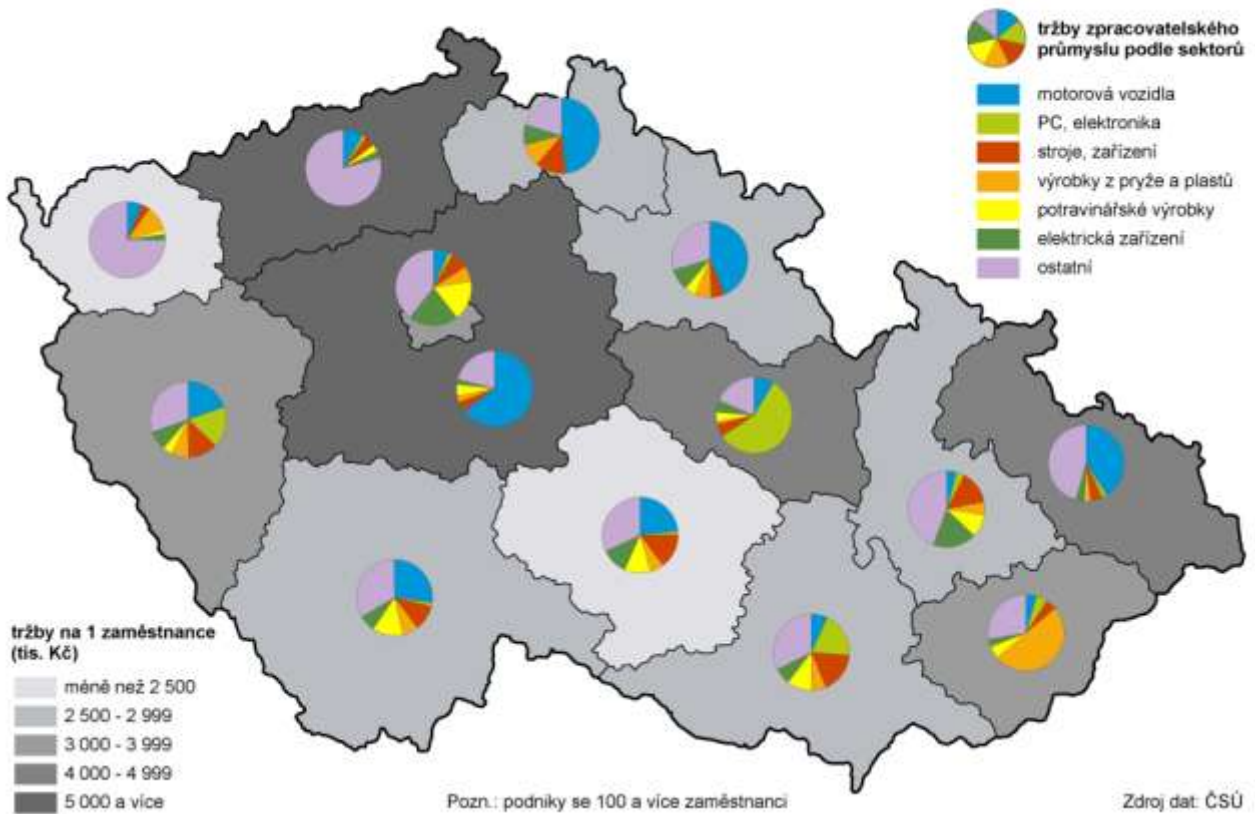 tržby zpracovatelského
průmyslu podle sektorů
motorová vozidla
PC, elektronika
stroje, zařízení
výrobky z pryže a plastů
potravinářské výrobky
elektrická zařízení
ostatní
tržby na 1 zaměstnance
(tis. Kč)
méně než 2 500
2 500 - 2 999
3 000 - 3 999
4 000 - 4 999
5 000 a více
Pozn.: podniky se 100 a více zaměstnanci
Zdroj dat: ČSÚ